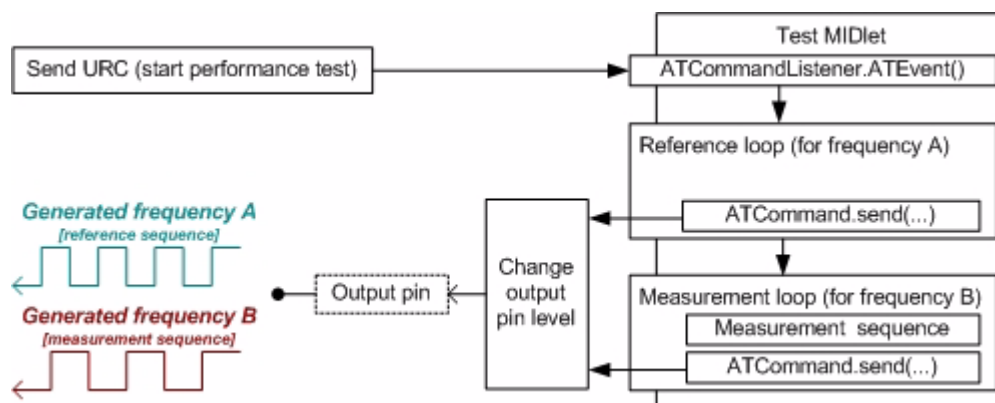 Test MIDlet
Send URC (start performance test)
ATCommandListener.ATEvent()
Reference loop (for frequency A)
ATCommand.send(...)
Generated frequency A
[reference sequence]
Change
output
pin level
Output pin
Generated frequency B
[measurement sequence]
Measurement loop (for frequency B)
Measurement sequence
ATCommand.send(...)